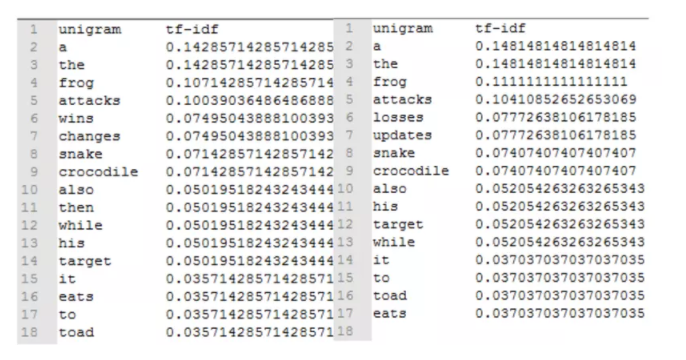 1 unigram tf-idf 1 unigram tf-idf
2 a 0.14285714285714285 2 a 0.14814814814814814
3 the 0.14285714285714285 3 the 0.14814814814814814
4 frog 0.10714285714285714 4 frog 0.1111111111111111
5 attacks 0.10039036486486888 5 attacks 0.10410852652653069
6 wins 0.07495043888100393 6 losses 0.07772638106178185
7 changes 0.07495043888100393 7 updates 0.07772638106178185
8 snake 0.07142857142857142 8 snake 0.07407407407407407
9 crocodile 0.07142857142857142 9 crocodile 0.07407407407407407
10 also 0.05019518243243444 10 also 0.052054263263265343
11 then 0.05019518243243444 11 his 0.052054263263265343
12 while 0.05019518243243444 12 target 0.052054263263265343
13 his 0.05019518243243444 13 while 0.052054263263265343
14 target 0.05019518243243444 14 it 0.037037037037037035
15 it 0.03571428571428571 15 to 0.037037037037037035
16 eats 0.03571428571428571 16 toad 0.037037037037037035
17 to 0.03571428571428571 17 eats 0.037037037037037035
18 toad 0.03571428571428571 18